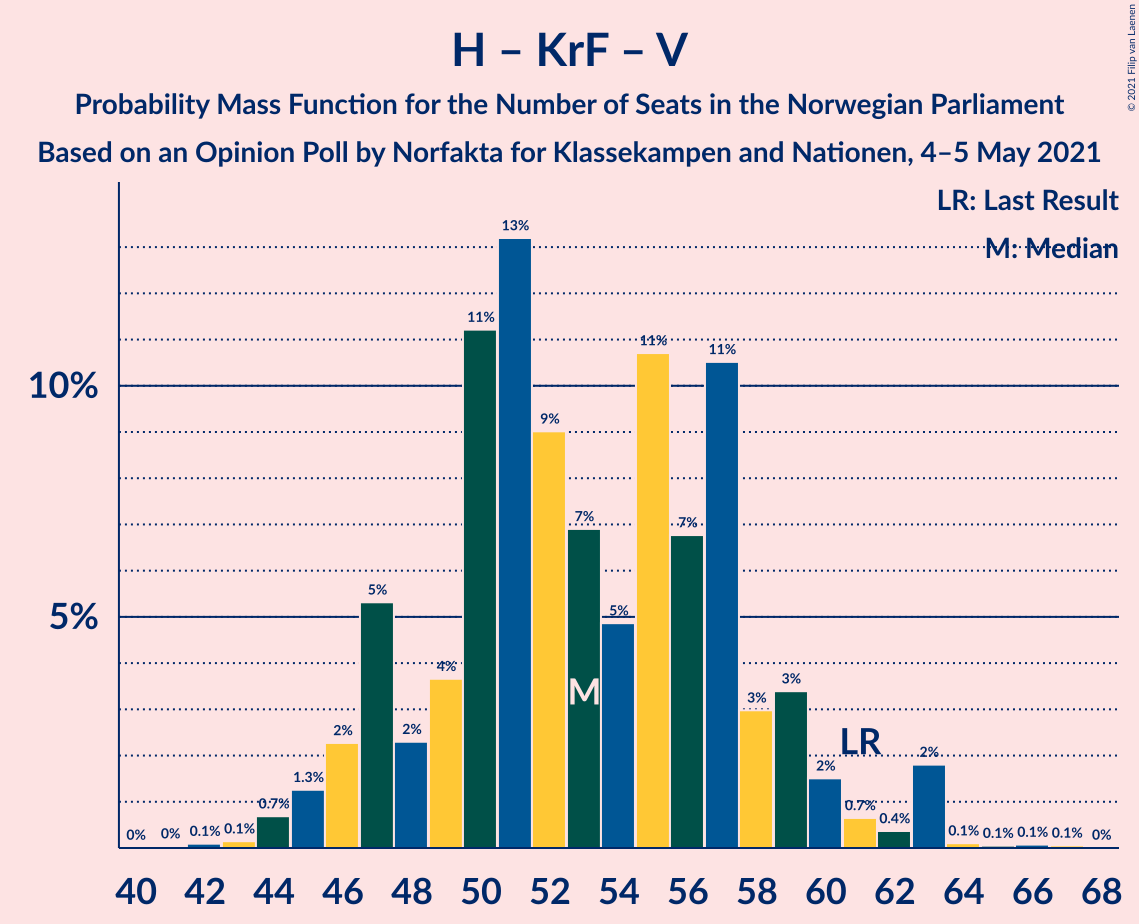 © 2021 Filip van Laenen
H – KrF – V
Probability Mass Function for the Number of Seats in the Norwegian Parliament
Based on an Opinion Poll by Norfakta for Klassekampen and Nationen, 4–5 May 2021
LR: Last Result
M: Median
10%
5%
0% 0% 0.1% 0.1% 0.7% 1.3% 2% 5% 2% 4% 11% 13% 9% 7% 5% 11% 7% 11% 3% 3% 2% 0.7% 0.4% 2% 0.1% 0.1% 0.1% 0.1% 0%
M
LR
40 42 44 46 48 50 52 54 56 58 60 62 64 66 68